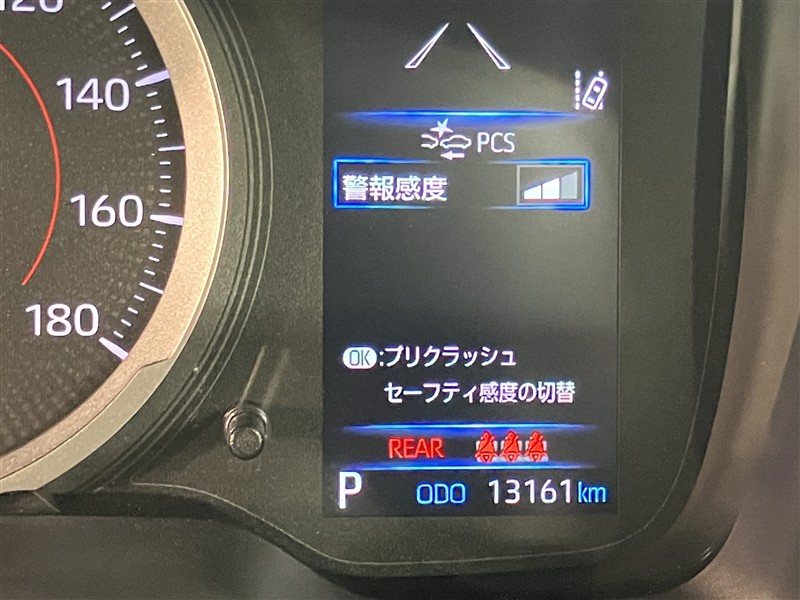 120
140
160
180
PCS
警報感度
OK:プリクラッシュ
セーフティ感度の切替
REAR
P ODO 13161km